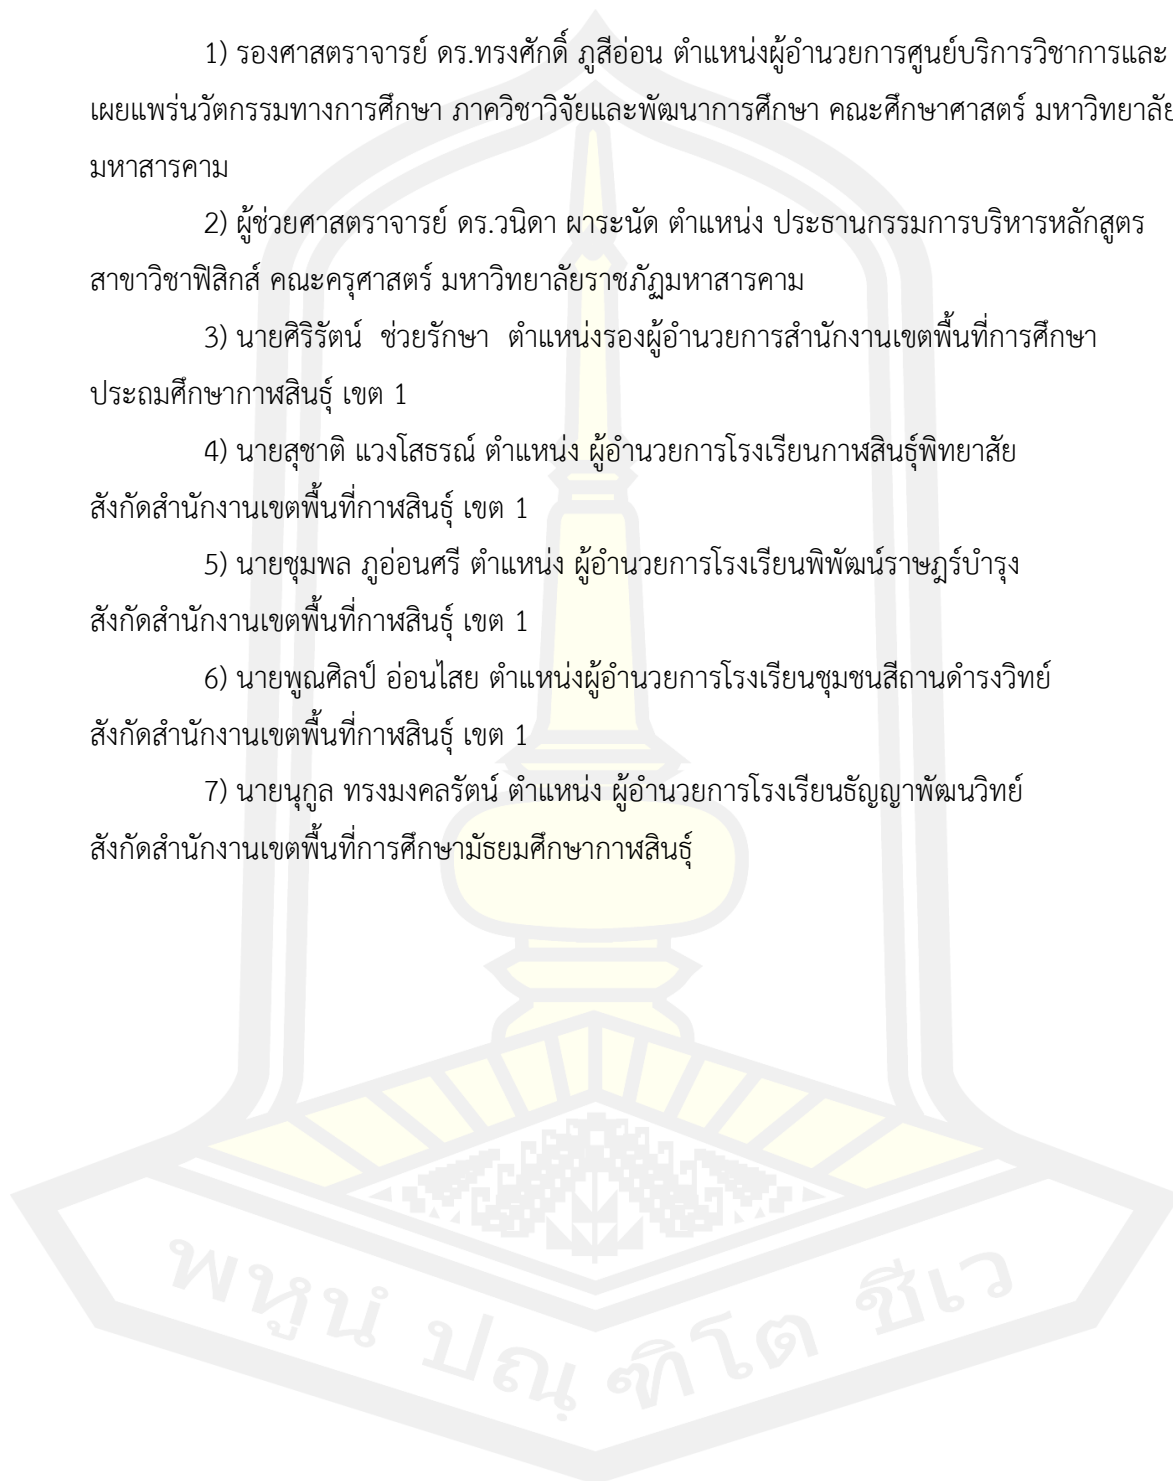 1) รองศาสตราจารย์ ดร.ทรงศักดิ์ ภูสีอ่อน ตำแหน่งผู้อำนวยการศูนย์บริการวิชาการและ
เผยแพร่นวัตกรรมทางการศึกษา ภาควิชาวิจัยและพัฒนาการศึกษา คณะศึกษาศาสตร์ มหาวิทยาลัย
มหาสารคาม
2) ผู้ช่วยศาสตราจารย์ ดร.วนิดา ผาระนัด ตำแหน่ง ประธานกรรมการบริหารหลักสูตร
สาขาวิชาฟิสิกส์ คณะครุศาสตร์ มหาวิทยาลัยราชภัฏมหาสารคาม
3) นายศิริรัตน์  ช่วยรักษา  ตำแหน่งรองผู้อำนวยการสำนักงานเขตพื้นที่การศึกษา
ประถมศึกษากาฬสินธุ์ เขต 1
4) นายสุชาติ แวงโสธรณ์ ตำแหน่ง ผู้อำนวยการโรงเรียนกาฬสินธุ์พิทยาสัย
สังกัดสำนักงานเขตพื้นที่กาฬสินธุ์ เขต 1
5) นายชุมพล ภูอ่อนศรี ตำแหน่ง ผู้อำนวยการโรงเรียนพิพัฒน์ราษฎร์บำรุง
สังกัดสำนักงานเขตพื้นที่กาฬสินธุ์ เขต 1
6) นายพูณศิลป์ อ่อนไสย ตำแหน่งผู้อำนวยการโรงเรียนชุมชนสีถานดำรงวิทย์
สังกัดสำนักงานเขตพื้นที่กาฬสินธุ์ เขต 1
7) นายนุกูล ทรงมงคลรัตน์ ตำแหน่ง ผู้อำนวยการโรงเรียนธัญญาพัฒนวิทย์
สังกัดสำนักงานเขตพื้นที่การศึกษามัธยมศึกษากาฬสินธุ์
พหูนํ ปณฺฑิโต ชีเว